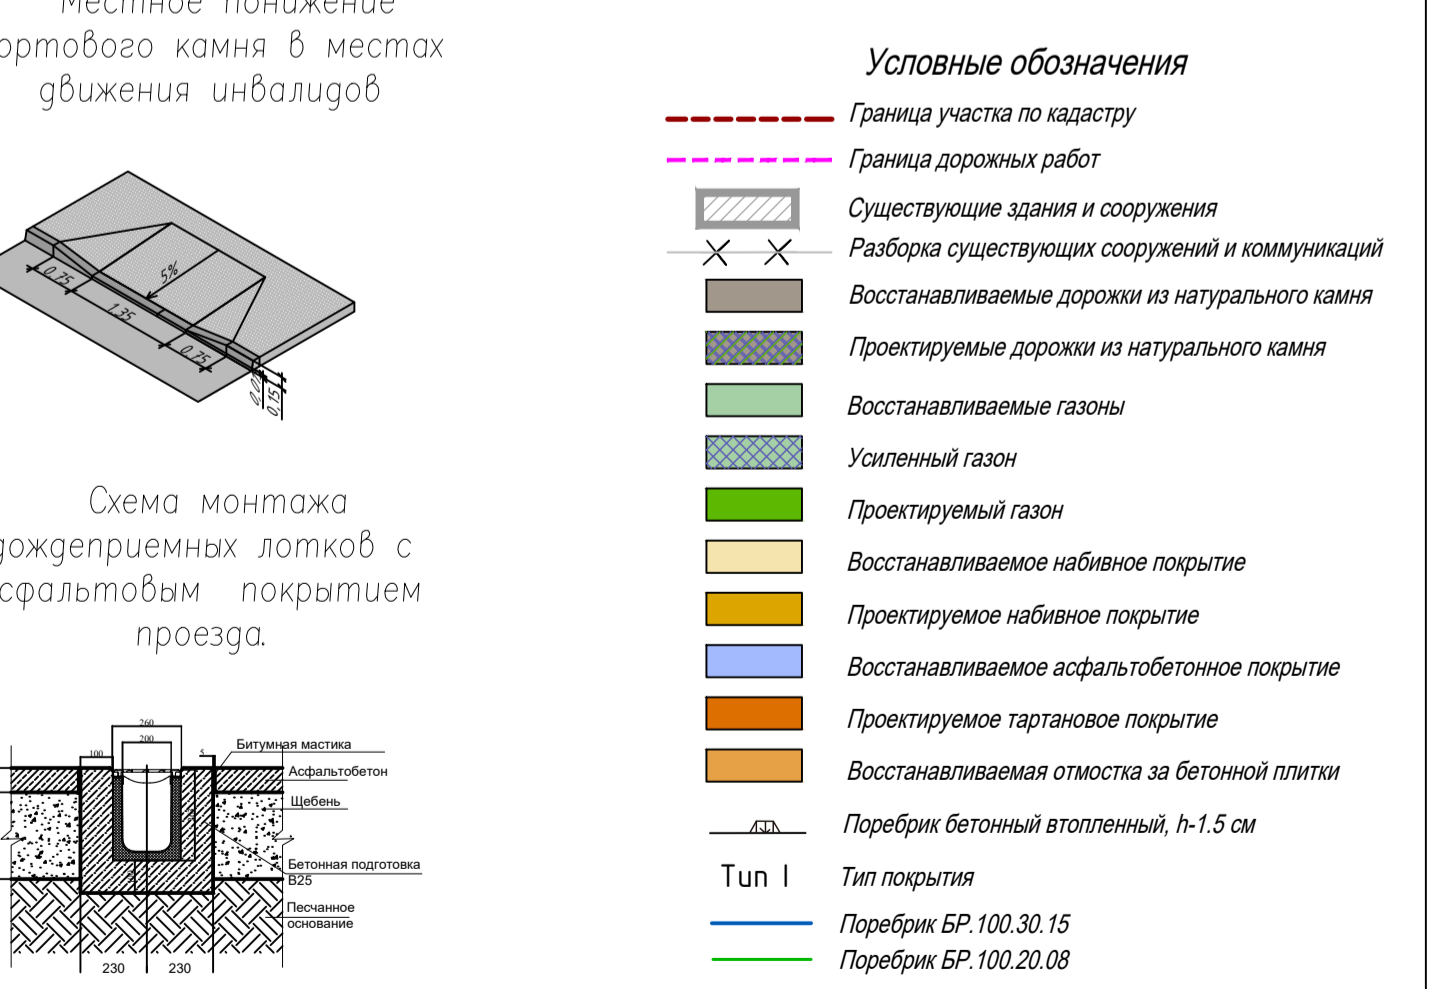 Местное понижение
ортового камня в местах
движения инвалидов
5%
0,75
1,35
0,75
0,15
Схема монтажа
дождеприемных лотков с
сфальтовым покрытием
проезда.
260
200
100
5
Битумная мастика
Асфальтобетон
Щебень
Бетонная подготовка
В25
Песчанное
основание
230
230
Условные обозначения
Граница участка по кадастру
Граница дорожных работ
Существующие здания и сооружения
Разборка существующих сооружений и коммуникаций
Восстанавливаемые дорожки из натурального камня
Проектируемые дорожки из натурального камня
Восстанавливаемые газоны
Усиленный газон
Проектируемый газон
Восстанавливаемое набивное покрытие
Проектируемое набивное покрытие
Восстанавливаемое асфальтобетонное покрытие
Проектируемое тартановое покрытие
Восстанавливаемая отмостка за бетонной плитки
Поребрик бетонный втопленный, h-1.5 см
Тип I Тип покрытия
Поребрик БР.100.30.15
Поребрик БР.100.20.08